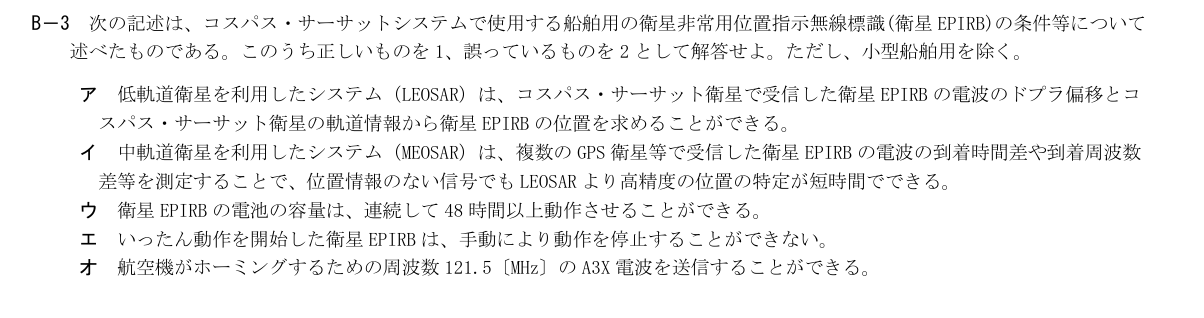 B－3　次の記述は、コスパス・サーサットシステムで使用する船舶用の衛星非常用位置指示無線標識(衛星 EPIRB)の条件等について
述べたものである。このうち正しいものを 1、誤っているものを 2 として解答せよ。ただし、小型船舶用を除く。
ア　低軌道衛星を利用したシステム（LEOSAR）は、コスパス・サーサット衛星で受信した衛星 EPIRB の電波のドプラ偏移とコ
スパス・サーサット衛星の軌道情報から衛星 EPIRB の位置を求めることができる。
イ　中軌道衛星を利用したシステム（MEOSAR）は、複数の GPS 衛星等で受信した衛星 EPIRB の電波の到着時間差や到着周波数
差等を測定することで、位置情報のない信号でも LEOSAR より高精度の位置の特定が短時間でできる。
ウ　衛星 EPIRB の電池の容量は、連続して 48 時間以上動作させることができる。
エ　いったん動作を開始した衛星 EPIRB は、手動により動作を停止することができない。
オ　航空機がホーミングするための周波数 121.5〔MHz〕の A3X 電波を送信することができる。